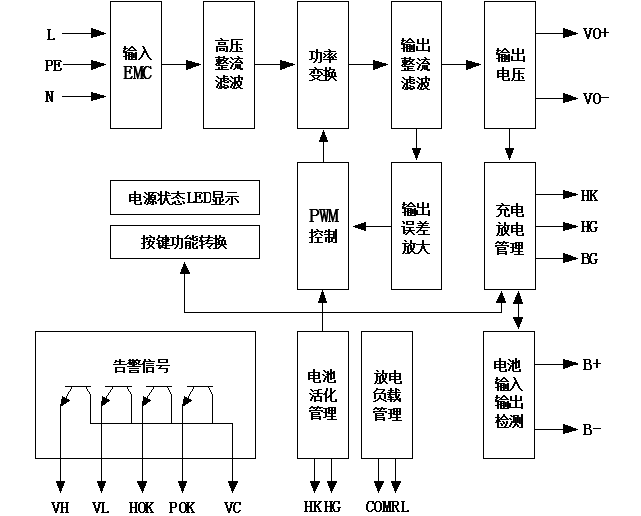 L
PE
N
输入
EMC
高压
整流
滤波
功率
变换
输出
整流
滤波
输出
电压
VO+
VO-
电源状态LED显示
按键功能转换
PWM
控制
输出
误差
放大
充电
放电
管理
HK
HG
BG
告警信号
电池
活化
管理
放电
负载
管理
电池
输入
输出
检测
B+
B-
VH
VL
HOK
POK
VC
HK
HG
COM
RL